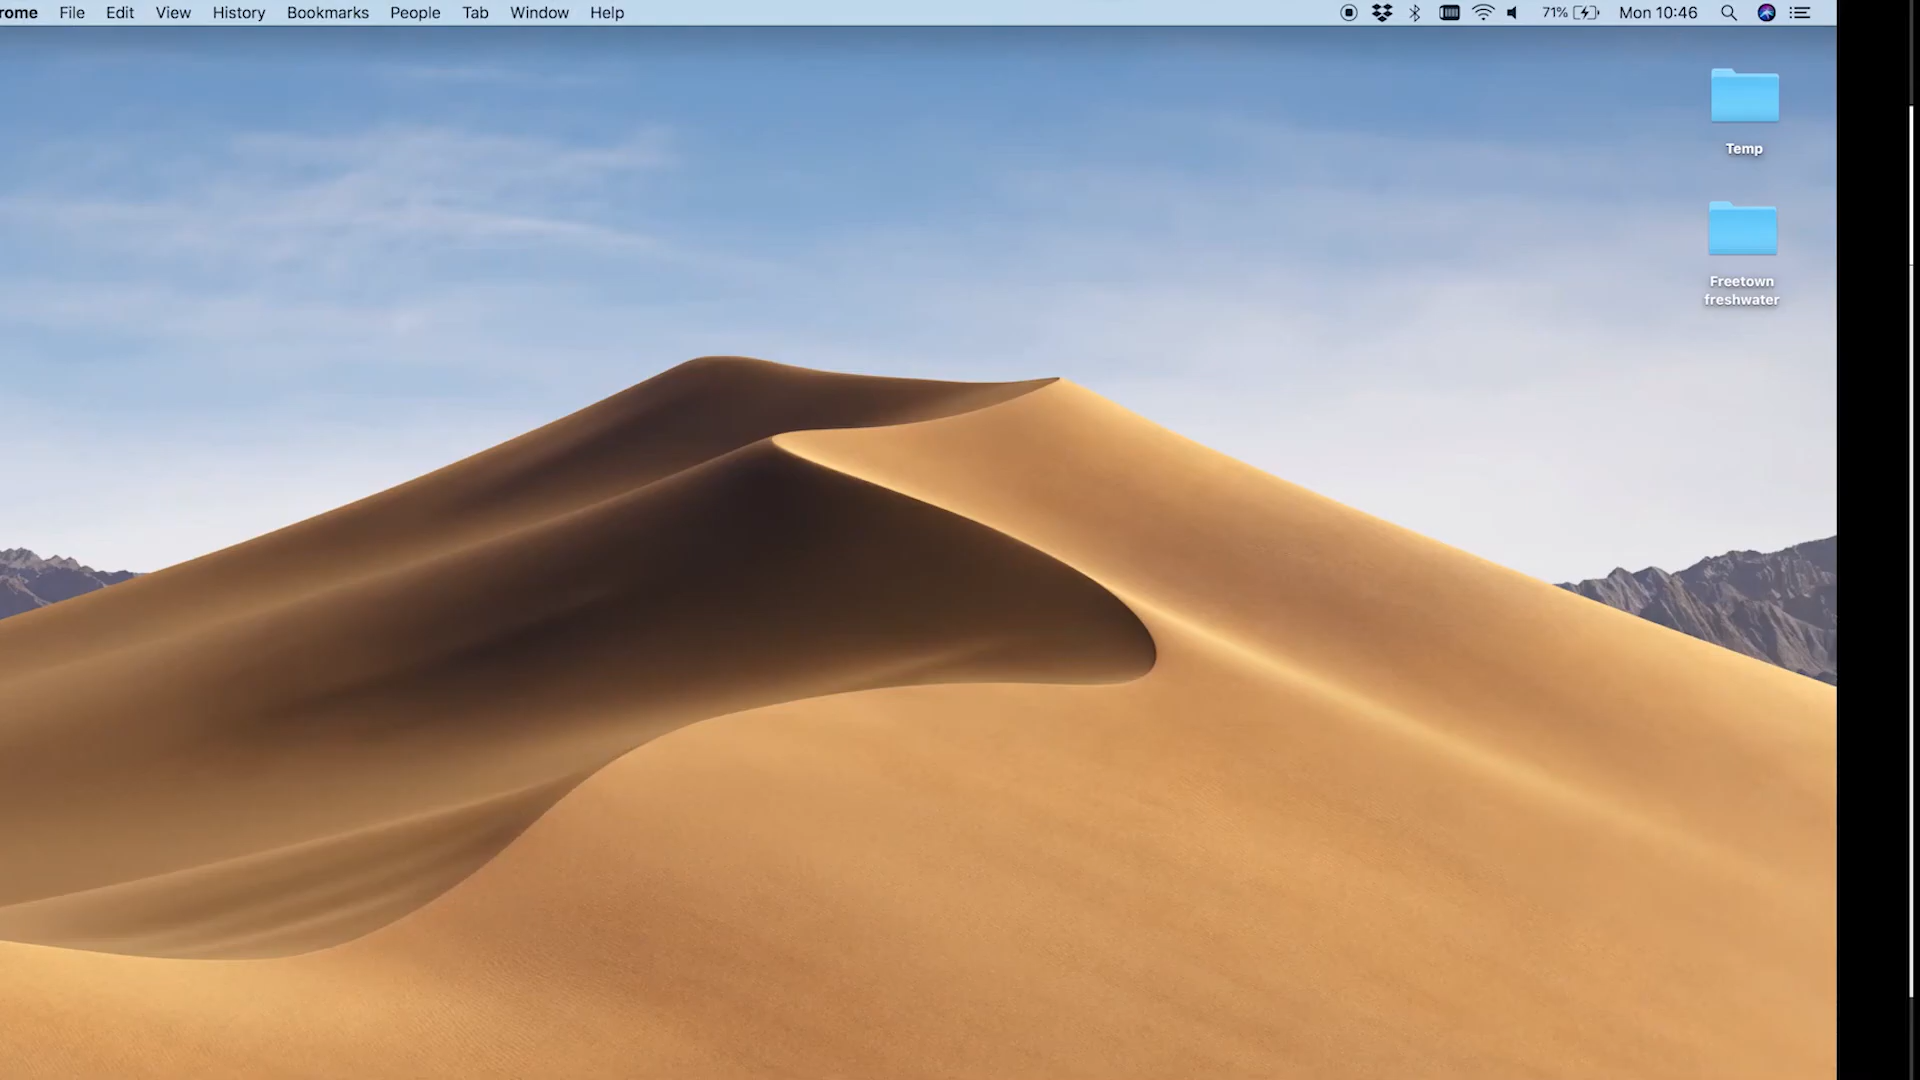 rome File Edit View History Bookmarks People Tab Window Help 71% Mon 10:46
Temp
Freetown
freshwater